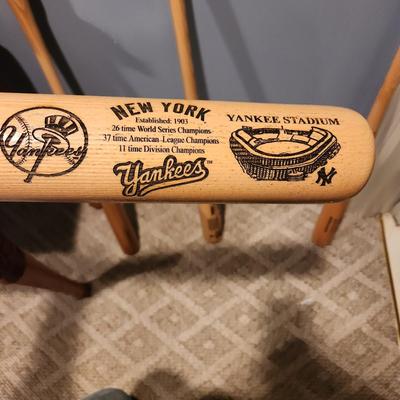 Yankees
NEW YORK
Established: 1903
26 time World Series Champions
37 time American League Champions
11 time Division Champions
Yankees
YANKEE STADIUM
NY